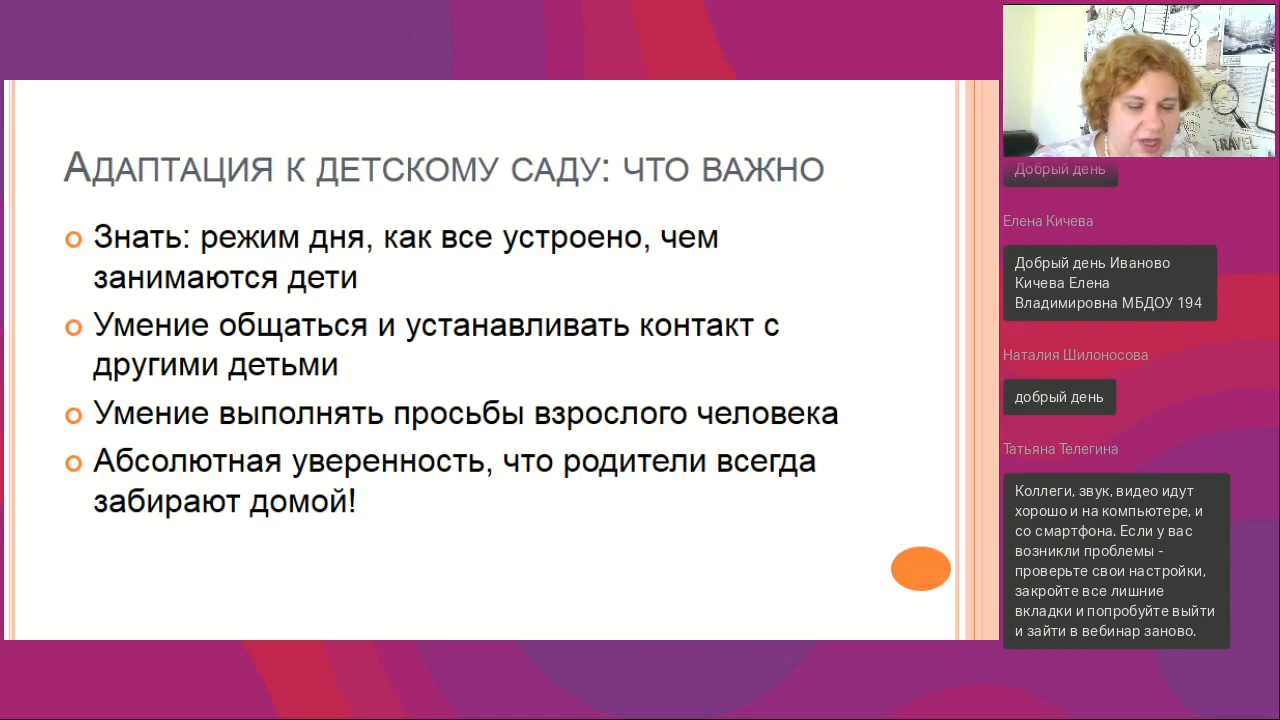 Адаптация к детскому саду: что важно
Знать: режим дня, как все устроено, чем
занимаются дети
Умение общаться и устанавливать контакт с
другими детьми
Умение выполнять просьбы взрослого человека
Абсолютная уверенность, что родители всегда
забирают домой!
TRAVEL
Добрый день
Елена Кичева
Добрый день Иваново
Кичева Елена
Владимировна МБДОУ 194
Наталия Шилоносова
добрый день
Татьяна Телегина
Коллеги, звук, видео идут
хорошо и на компьютере, и
со смартфона. Если у вас
возникли проблемы -
проверьте свои настройки,
закройте все лишние
вкладки и попробуйте выйти
и зайти в вебинар заново.